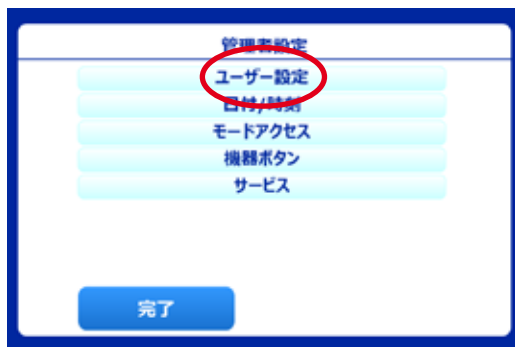 管理者設定
ユーザー設定
日付/時刻
モードアクセス
機器ボタン
サービス
完了